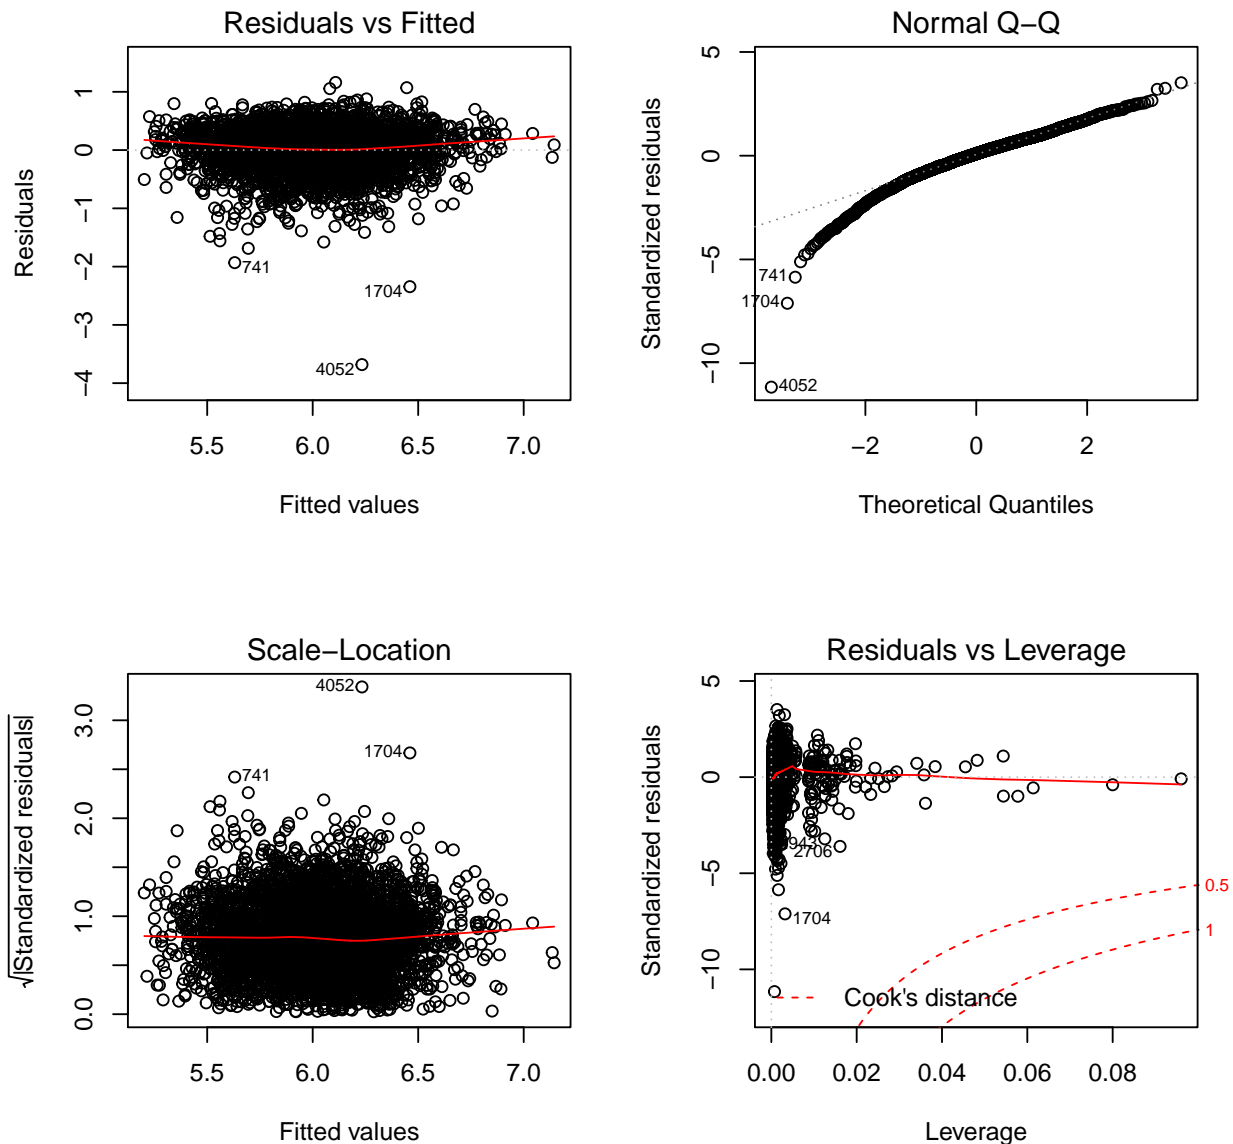 Residuals vs Fitted
Residuals
1
0
−1
−2
−3
−4
741
1704
4052
5.5 6.0 6.5 7.0
Fitted values
Normal Q−Q
Standardized residuals
5
0
−5
−10
741
1704
4052
−2 0 2
Theoretical Quantiles
Scale−Location
√|Standardized residuals|
3.0
2.0
1.0
0.0
4052
1704
741
5.5 6.0 6.5 7.0
Fitted values
Residuals vs Leverage
Standardized residuals
5
0
−5
−10
943
2706
1704
0.5
1
Cook's distance
0.00 0.02 0.04 0.06 0.08
Leverage